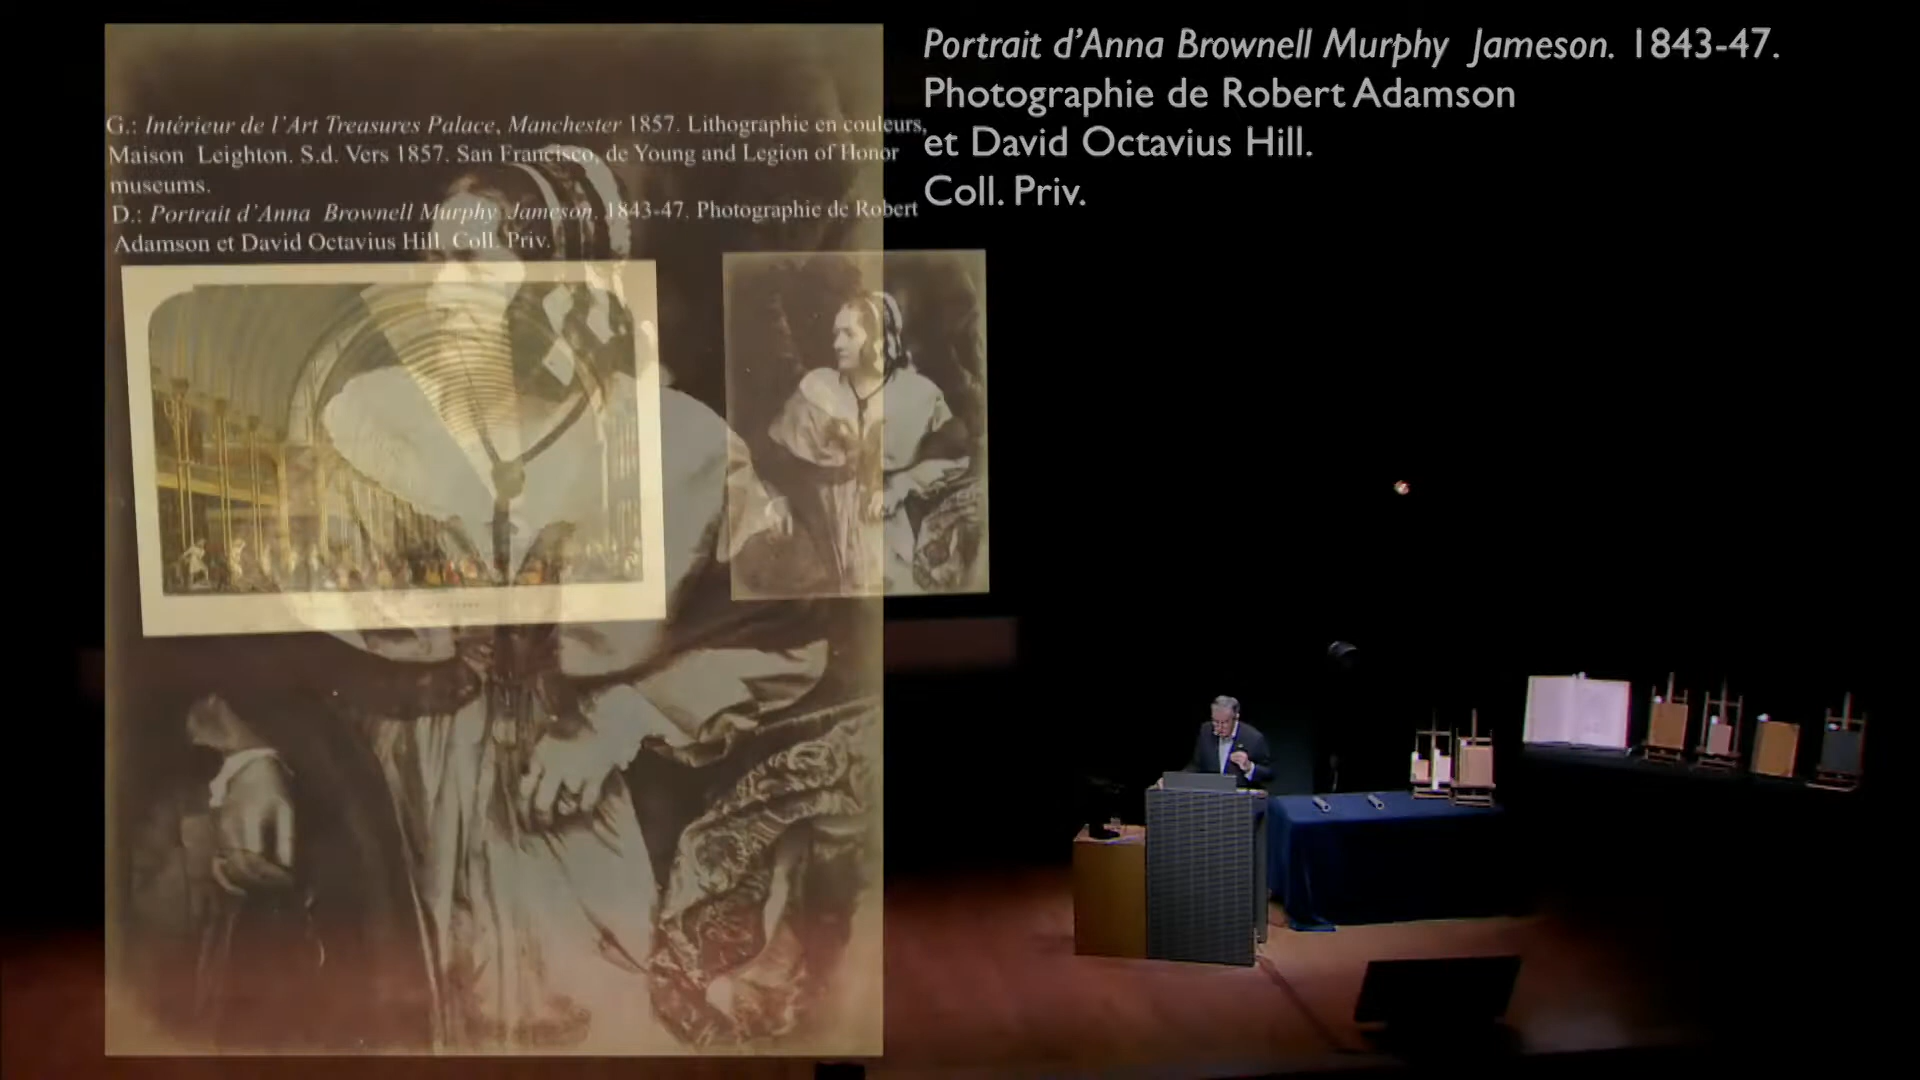 Portrait d'Anna Brownell Murphy Jameson. 1843-47.
Photographie de Robert Adamson
et David Octavius Hill.
Coll. Priv.
G.: Intérieur de l'Art Treasures Palace, Manchester 1857. Lithographie en couleurs,
Maison Leighton. S.d. Vers 1857. San Francisco, de Young and Legion of Honor
museums.
D.: Portrait d'Anna Brownell Murphy Jameson. 1843-47. Photographie de Robert
Adamson et David Octavius Hill. Coll. Priv.